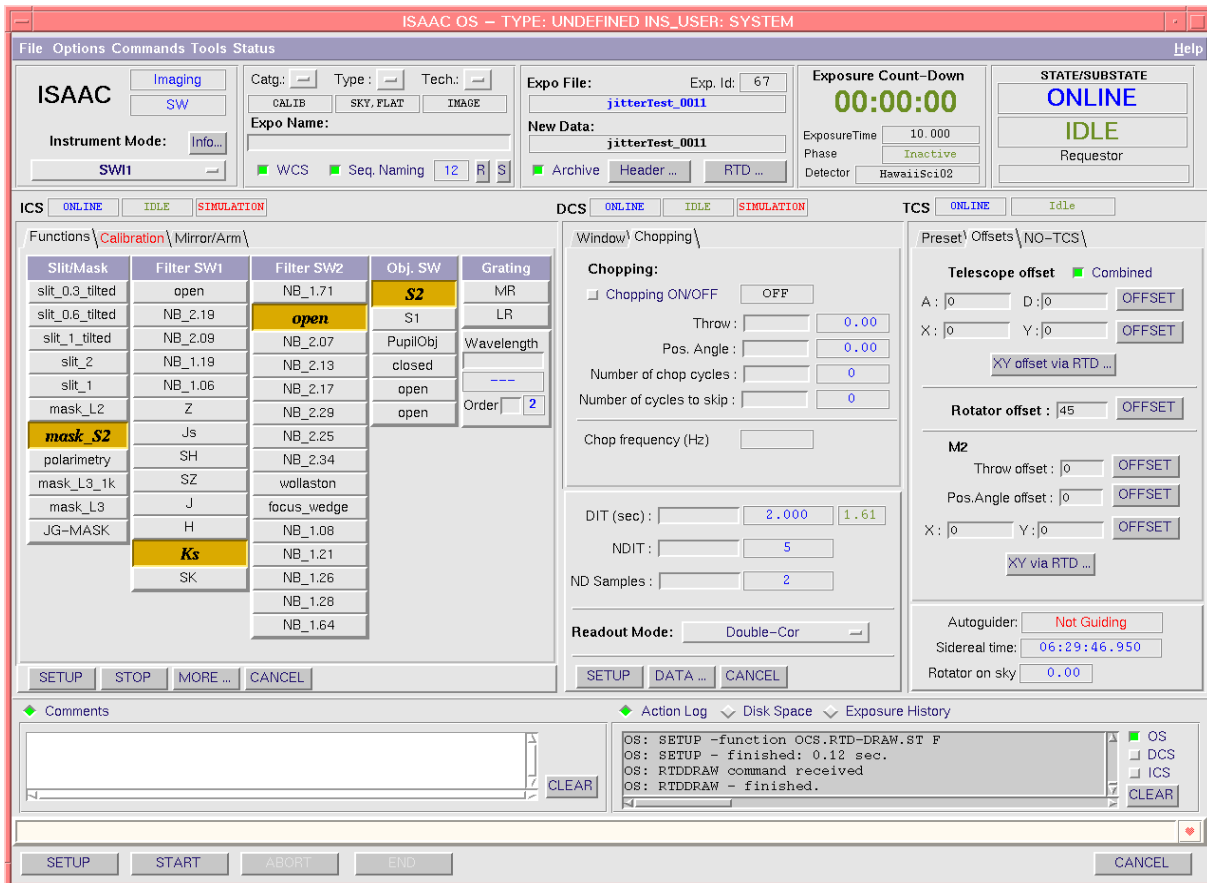 ISAAC OS – TYPE: UNDEFINED INS_USER: SYSTEM
File Options Commands Tools Status Help
ISAAC
Imaging
SW
Instrument Mode: Info...
SWI1
Catg.: Type : Tech.:
CALIB SKY,FLAT IMAGE
Expo Name:
WCS Seq. Naming 12 R S
Expo File: Exp. Id: 67
jitterTest_0011
New Data:
jitterTest_0011
Archive Header ... RTD ...
Exposure Count–Down
00:00:00
ExposureTime 10.000
Phase Inactive
Detector HawaiiSci02
STATE/SUBSTATE
ONLINE
IDLE
Requestor
ICS ONLINE IDLE SIMULATION
Functions Calibration Mirror/Arm
Slit/Mask
slit_0.3_tilted
slit_0.6_tilted
slit_1_tilted
slit_2
slit_1
mask_L2
mask_S2
polarimetry
mask_L3_1k
mask_L3
JG–MASK
Filter SW1
open
NB_2.19
NB_2.09
NB_1.19
NB_1.06
Z
Js
SH
SZ
J
H
Ks
SK
Filter SW2
NB_1.71
open
NB_2.07
NB_2.13
NB_2.17
NB_2.29
NB_2.25
NB_2.34
wollaston
focus_wedge
NB_1.08
NB_1.21
NB_1.26
NB_1.28
NB_1.64
Obj. SW
S2
S1
PupilObj
closed
open
open
Grating
MR
LR
Wavelength
---
Order 2
SETUP STOP MORE ... CANCEL
DCS ONLINE IDLE SIMULATION
Window Chopping
Chopping:
Chopping ON/OFF OFF
Throw : 0.00
Pos. Angle : 0.00
Number of chop cycles : 0
Number of cycles to skip : 0
Chop frequency (Hz)
DIT (sec) : 2.000 1.61
NDIT : 5
ND Samples : 2
Readout Mode: Double–Cor
SETUP DATA ... CANCEL
TCS ONLINE Idle
Preset Offsets NO–TCS
Telescope offset Combined
A : 0 D : 0 OFFSET
X : 0 Y : 0 OFFSET
XY offset via RTD ...
Rotator offset : 45 OFFSET
M2
Throw offset : 0 OFFSET
Pos.Angle offset : 0 OFFSET
X : 0 Y : 0 OFFSET
XY via RTD ...
Autoguider: Not Guiding
Sidereal time: 06:29:46.950
Rotator on sky 0.00
Comments
CLEAR
Action Log Disk Space Exposure History
OS: SETUP -function OCS.RTD-DRAW.ST F
OS: SETUP - finished: 0.12 sec.
OS: RTDDRAW command received
OS: RTDDRAW - finished.
OS
DCS
ICS
CLEAR
SETUP START ABORT END CANCEL